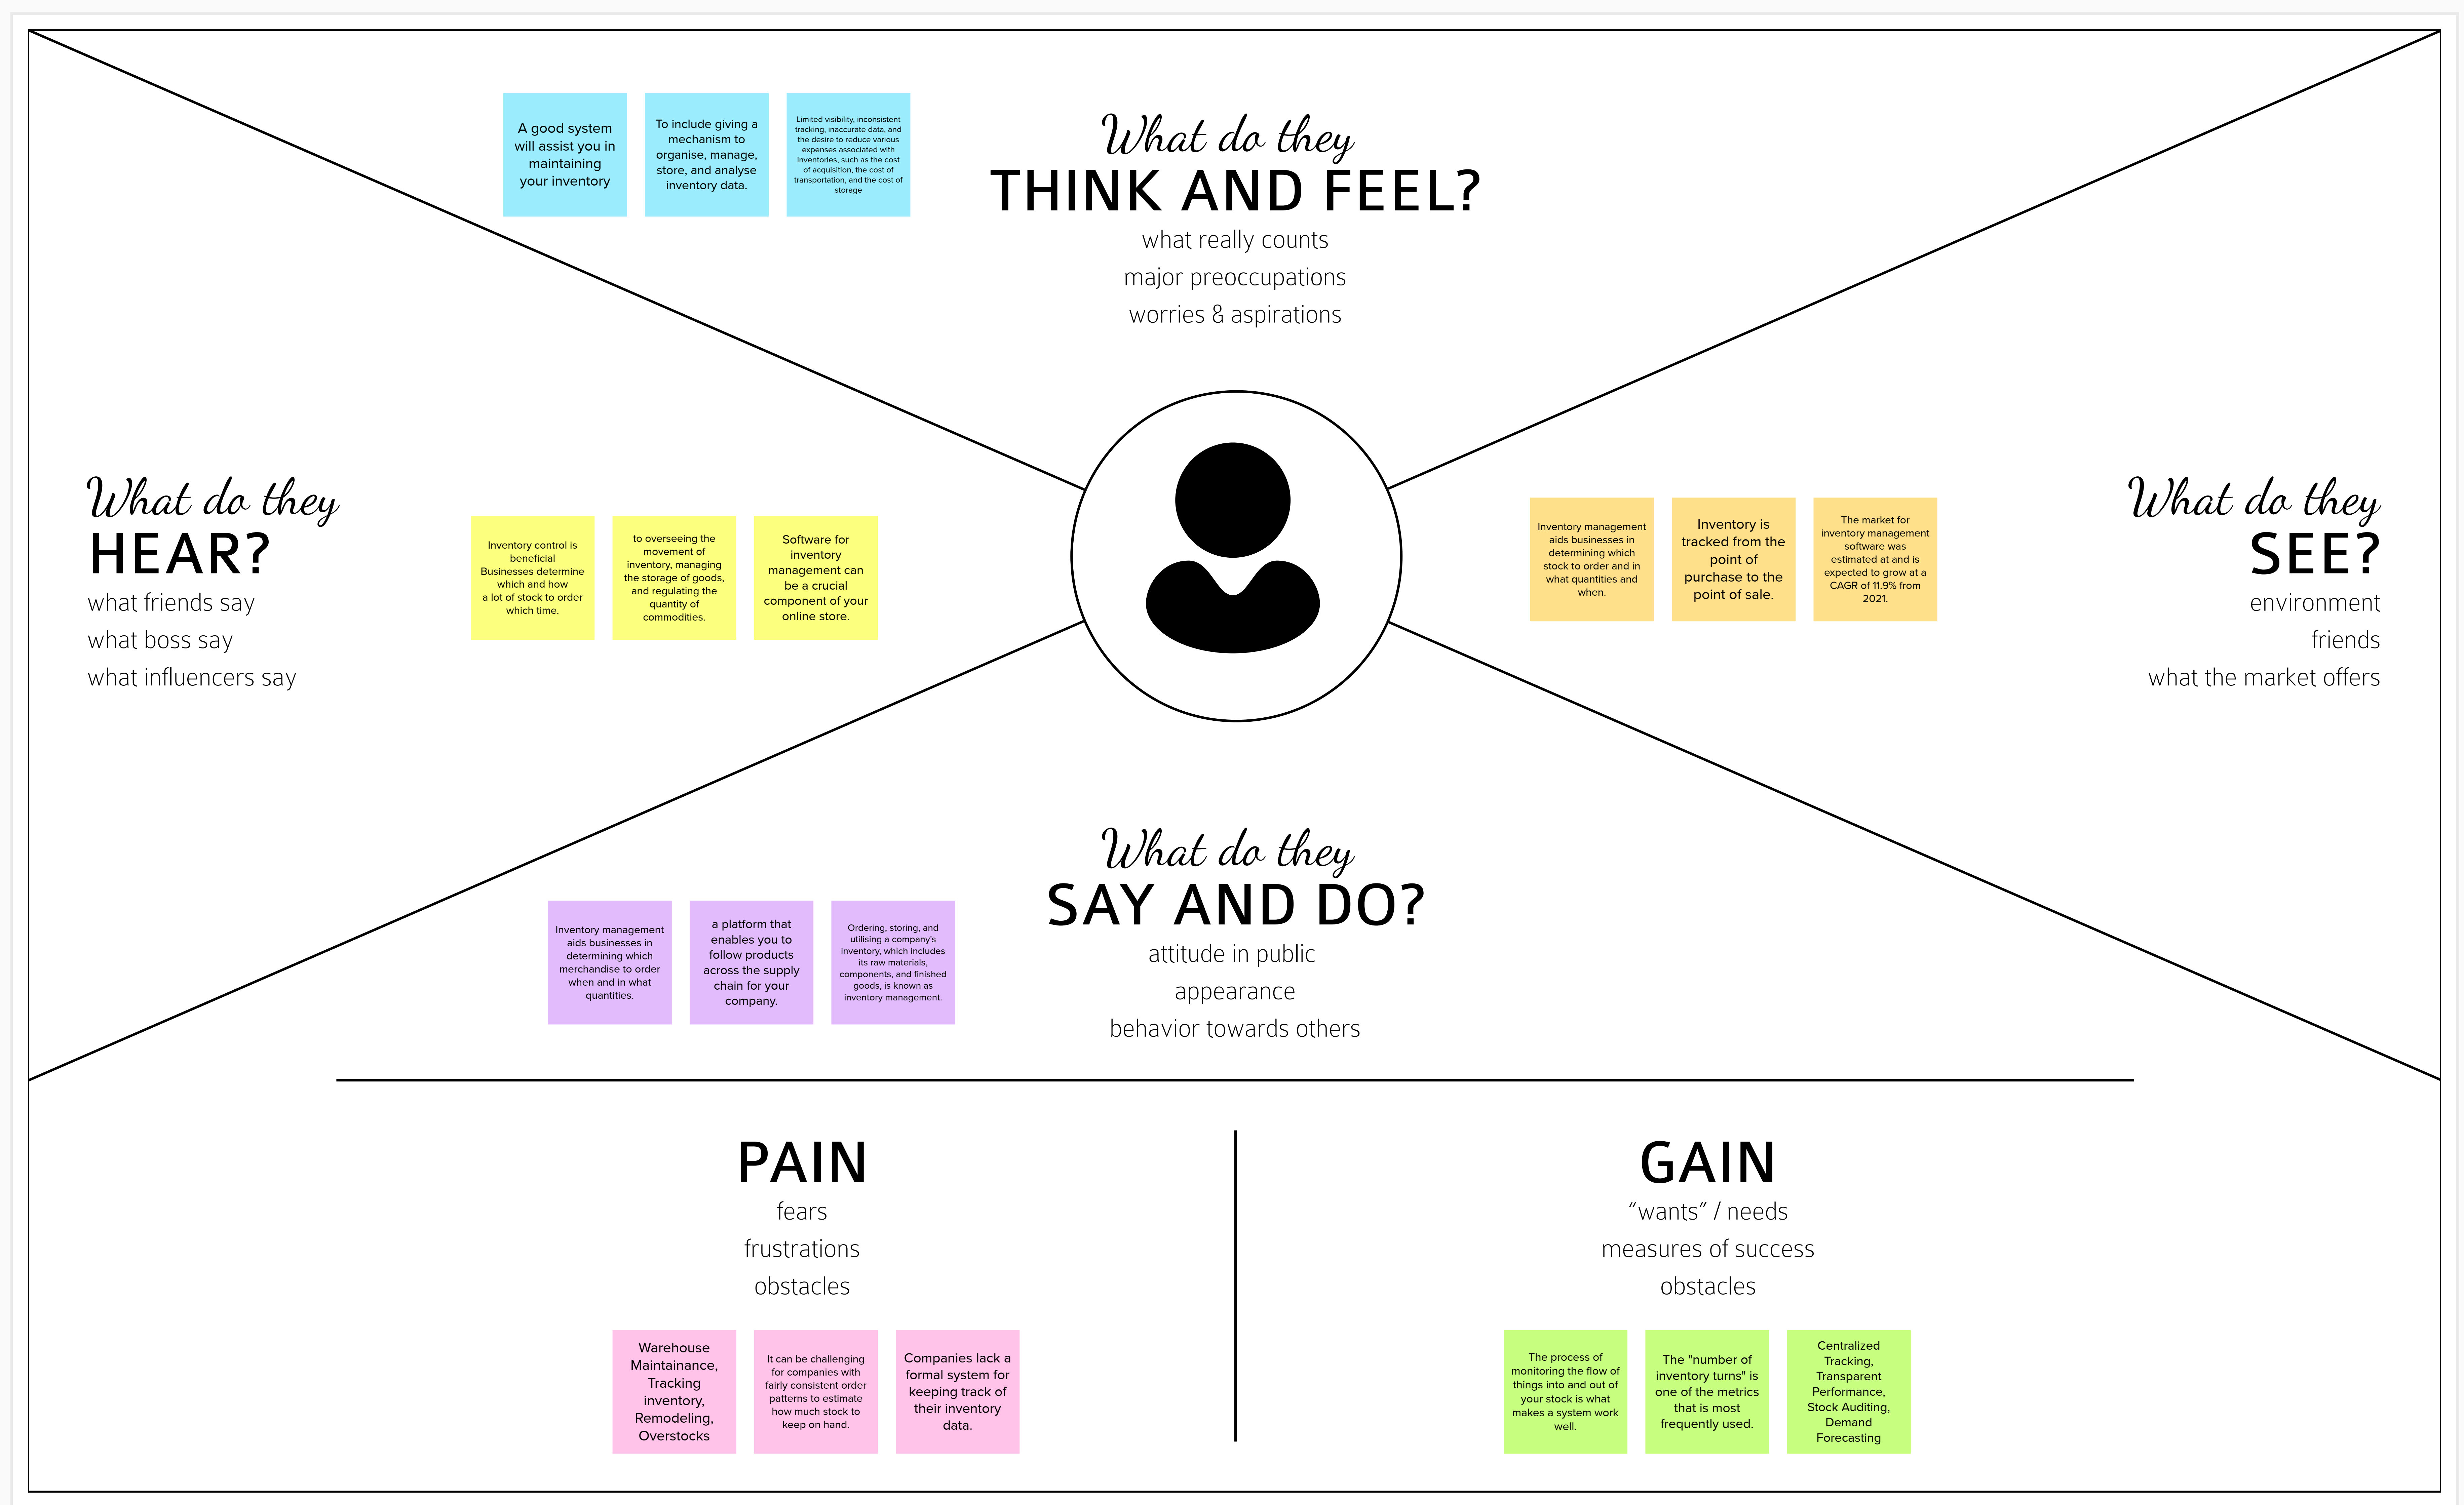 A good system
will assist you in
maintaining
your inventory
To include giving a
mechanism to
organise, manage,
store, and analyse
inventory data.
Limited visibility, inconsistent
tracking, inaccurate data, and
the desire to reduce various
expenses associated with
inventories, such as the cost
of acquisition, the cost of
transportation, and the cost of
storage
What do they
THINK AND FEEL?
what really counts
major preoccupations
worries & aspirations
What do they
HEAR?
what friends say
what boss say
what influencers say
Inventory control is
beneficial
Businesses determine
which and how
a lot of stock to order
which time.
to overseeing the
movement of
inventory, managing
the storage of goods,
and regulating the
quantity of
commodities.
Software for
inventory
management can
be a crucial
component of your
online store.
Inventory management
aids businesses in
determining which
stock to order and in
what quantities and
when.
Inventory is
tracked from the
point of
purchase to the
point of sale.
The market for
inventory management
software was
estimated at and is
expected to grow at a
CAGR of 11.9% from
2021.
What do they
SEE?
environment
friends
what the market offers
Inventory management
aids businesses in
determining which
merchandise to order
when and in what
quantities.
a platform that
enables you to
follow products
across the supply
chain for your
company.
Ordering, storing, and
utilising a company's
inventory, which includes
its raw materials,
components, and finished
goods, is known as
inventory management.
What do they
SAY AND DO?
attitude in public
appearance
behavior towards others
PAIN
fears
frustrations
obstacles
Warehouse
Maintainance,
Tracking
inventory,
Remodeling,
Overstocks
It can be challenging
for companies with
fairly consistent order
patterns to estimate
how much stock to
keep on hand.
Companies lack a
formal system for
keeping track of
their inventory
data.
GAIN
“wants” / needs
measures of success
obstacles
The process of
monitoring the flow of
things into and out of
your stock is what
makes a system work
well.
The "number of
inventory turns" is
one of the metrics
that is most
frequently used.
Centralized
Tracking,
Transparent
Performance,
Stock Auditing,
Demand
Forecasting